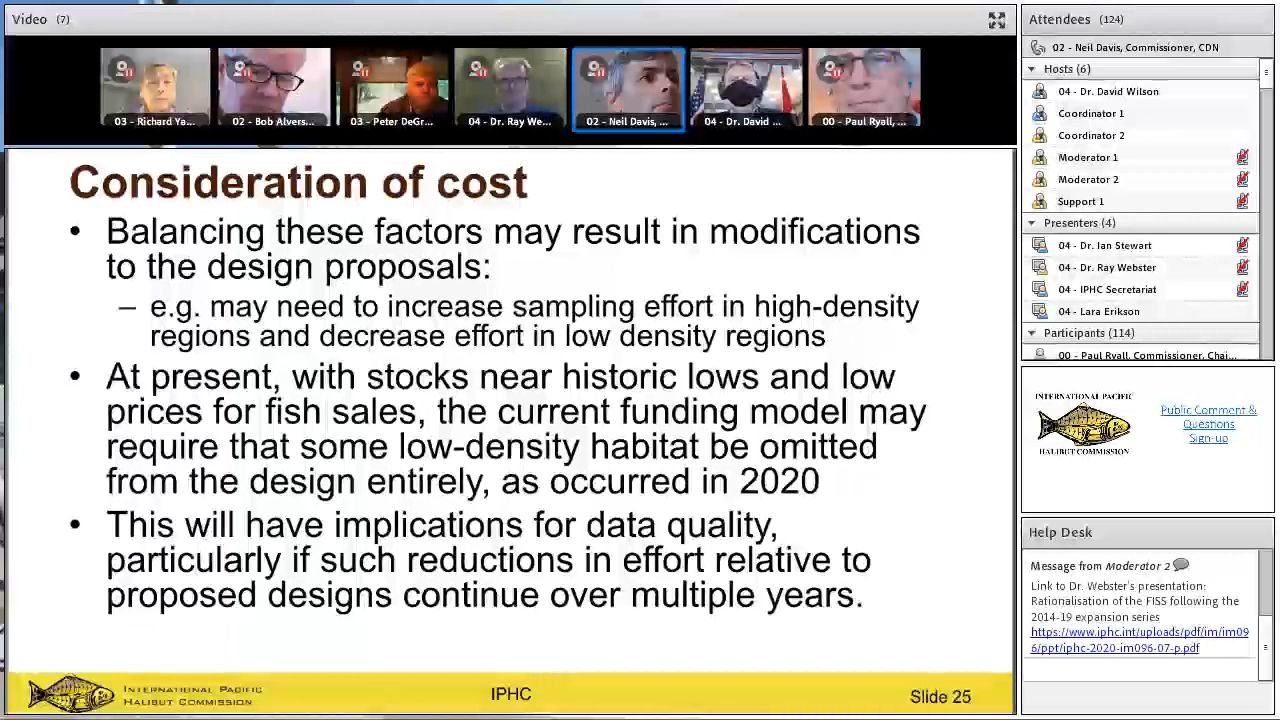 Video (7)
03 - Richard Ya...
02 - Bob Alvers...
03 - Peter DeGr...
04 - Dr. Ray We...
02 - Neil Davis, ...
04 - Dr. David ...
00 - Paul Ryall, ...
Consideration of cost
• Balancing these factors may result in modifications
to the design proposals:
– e.g. may need to increase sampling effort in high-density
regions and decrease effort in low density regions
• At present, with stocks near historic lows and low
prices for fish sales, the current funding model may
require that some low-density habitat be omitted
from the design entirely, as occurred in 2020
• This will have implications for data quality,
particularly if such reductions in effort relative to
proposed designs continue over multiple years.
INTERNATIONAL PACIFIC
HALIBUT COMMISSION
IPHC
Slide 25
Attendees (124)
02 - Neil Davis, Commissioner, CDN
Hosts (6)
04 - Dr. David Wilson
Coordinator 1
Coordinator 2
Moderator 1
Moderator 2
Support 1
Presenters (4)
04 - Dr. Ian Stewart
04 - Dr. Ray Webster
04 - IPHC Secretariat
04 - Lara Erikson
Participants (114)
00 - Paul Ryall, Commissioner, Chai...
INTERNATIONAL PACIFIC
HALIBUT COMMISSION
Public Comment &
Questions
Sign-up
Help Desk
Message from Moderator 2
Link to Dr. Webster's presentation:
Rationalisation of the FISS following the
2014-19 expansion series
https://www.iphc.int/uploads/pdf/im/im09
6/ppt/iphc-2020-im096-07-p.pdf